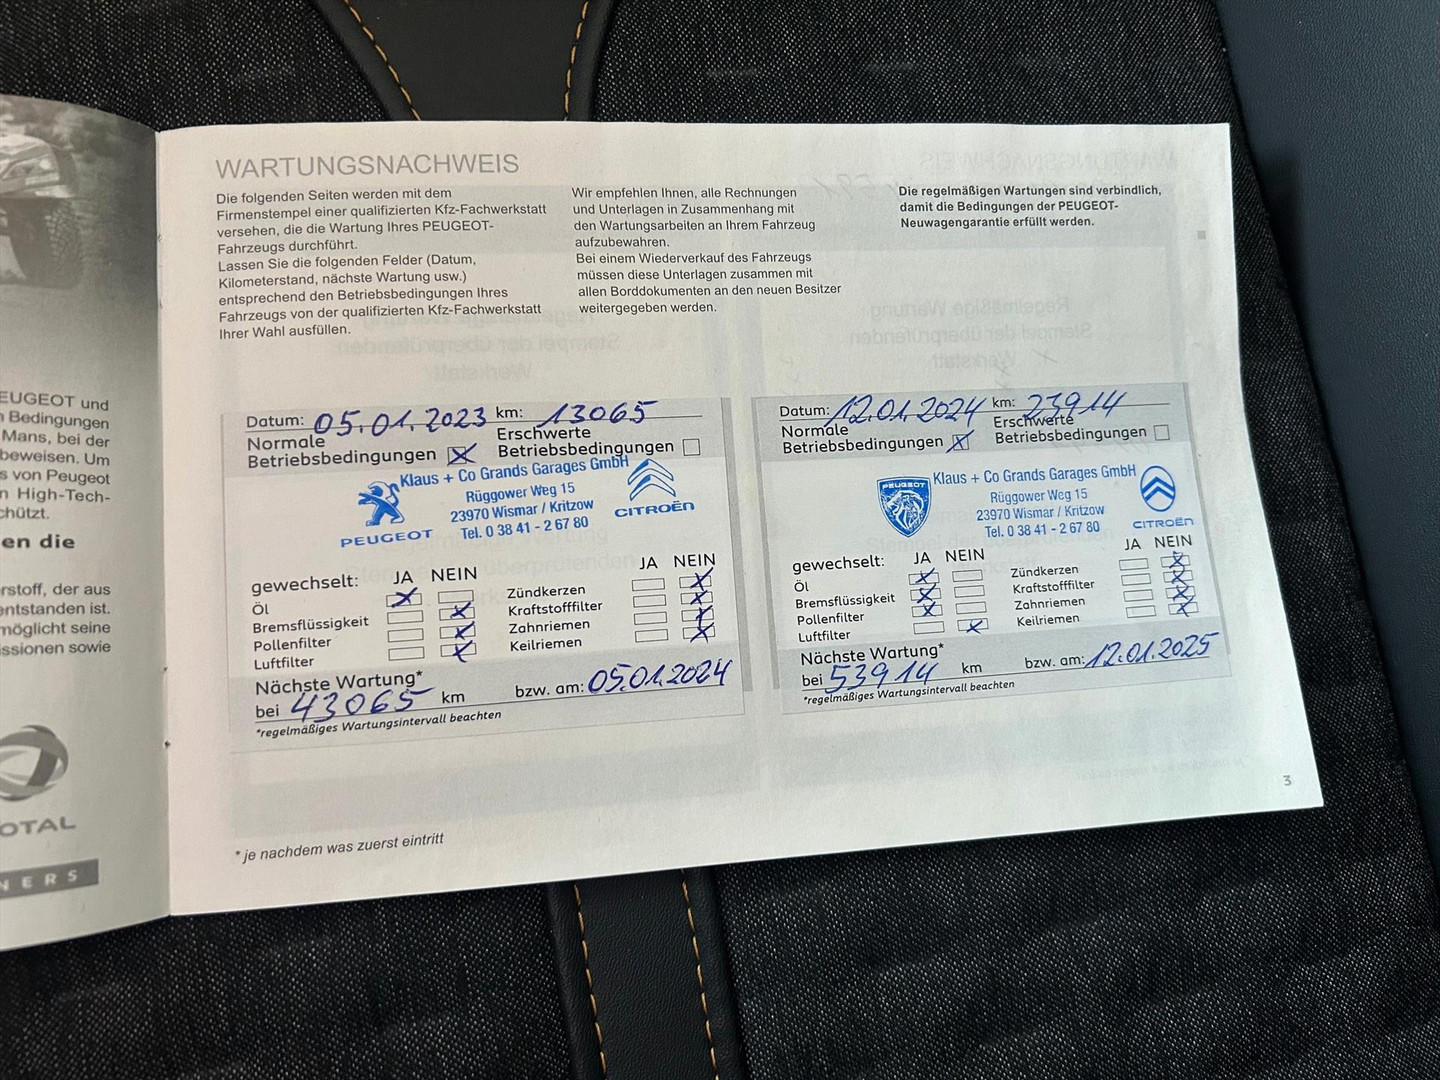 EUGEOT und
Bedingungen
Mans, bei der
beweisen. Um
s von Peugeot
n High-Tech-
chützt.
en die
rstoff, der aus
entstanden ist.
möglicht seine
ssionen sowie
OTAL
NERS
WARTUNGSNACHWEIS
Die folgenden Seiten werden mit dem
Firmenstempel einer qualifizierten Kfz-Fachwerkstatt
versehen, die die Wartung Ihres PEUGEOT-
Fahrzeugs durchführt.
Lassen Sie die folgenden Felder (Datum,
Kilometerstand, nächste Wartung usw.)
entsprechend den Betriebsbedingungen Ihres
Fahrzeugs von der qualifizierten Kfz-Fachwerkstatt
Ihrer Wahl ausfüllen.
Wir empfehlen Ihnen, alle Rechnungen
und Unterlagen in Zusammenhang mit
den Wartungsarbeiten an Ihrem Fahrzeug
aufzubewahren.
Bei einem Wiederverkauf des Fahrzeugs
müssen diese Unterlagen zusammen mit
allen Borddokumenten an den neuen Besitzer
weitergegeben werden.
Die regelmäßigen Wartungen sind verbindlich,
damit die Bedingungen der PEUGEOT-
Neuwagengarantie erfüllt werden.
Datum: 05.01.2023 km: 13065
Normale Erschwerte
Betriebsbedingungen Betriebsbedingungen
Klaus + Co Grands Garages GmbH
Rüggower Weg 15
23970 Wismar / Kritzow
Tel. 0 38 41 - 2 67 80
PEUGEOT
CITROËN
gewechselt: JA NEIN JA NEIN
Öl Zündkerzen
Bremsflüssigkeit Kraftstofffilter
Pollenfilter Zahnriemen
Luftfilter Keilriemen
Nächste Wartung*
bei 43065 km bzw. am: 05.01.2024
*regelmäßiges Wartungsintervall beachten
Datum: 12.01.2024 km: 23914
Normale Erschwerte
Betriebsbedingungen Betriebsbedingungen
PEUGEOT
Klaus + Co Grands Garages GmbH
Rüggower Weg 15
23970 Wismar / Kritzow
Tel. 0 38 41 - 2 67 80
CITROËN
gewechselt: JA NEIN JA NEIN
Öl Zündkerzen
Bremsflüssigkeit Kraftstofffilter
Pollenfilter Zahnriemen
Luftfilter Keilriemen
Nächste Wartung*
bei 53914 km bzw. am: 12.01.2025
*regelmäßiges Wartungsintervall beachten
3
* je nachdem was zuerst eintritt